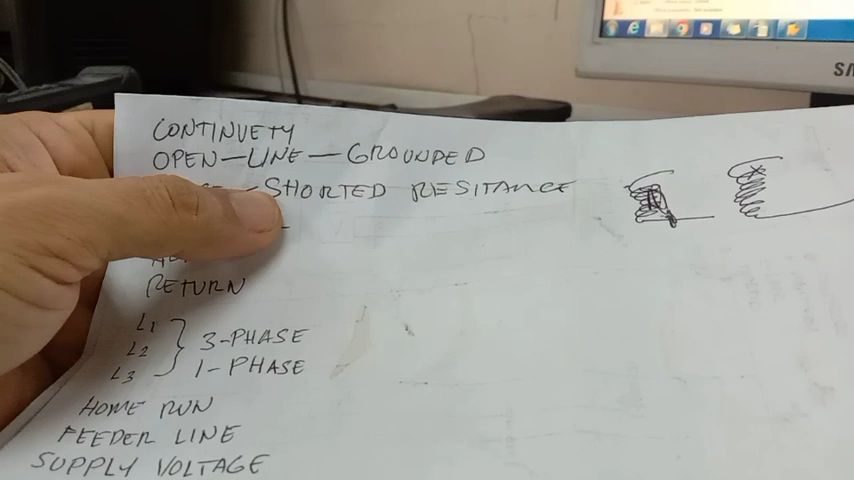 CONTINUETY
OPEN-LINE-GROUNDED
SHORTED RESITANCE
RETURN
L1
L2
L3
3-PHASE
1-PHASE
HOME RUN
FEEDER LINE
SUPPLY VOLTAGE